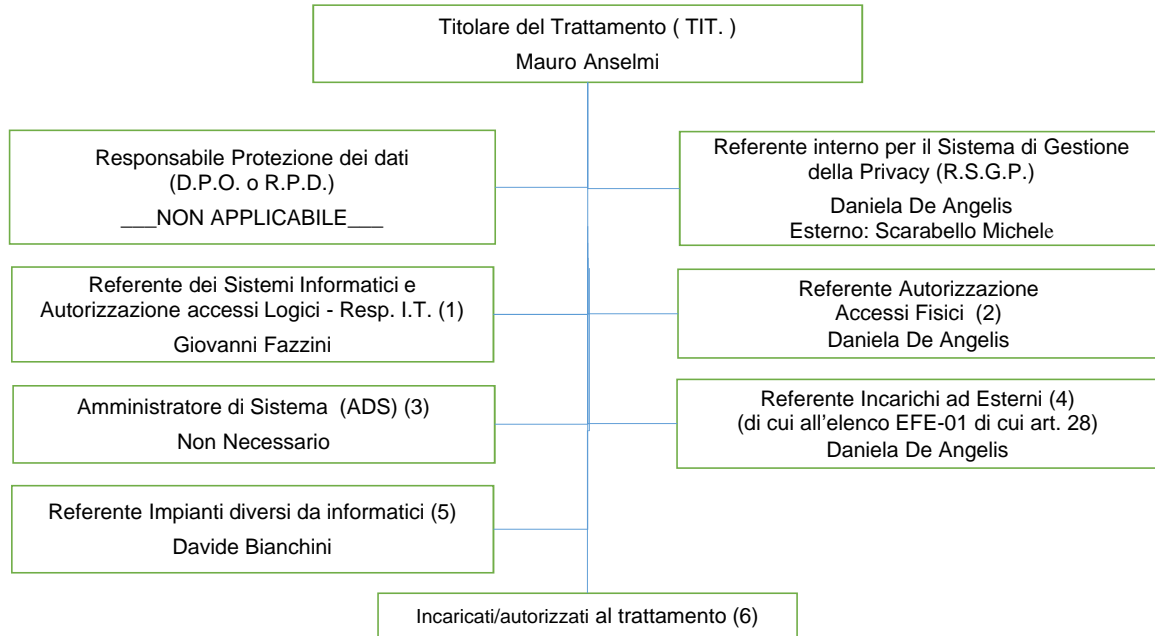 Titolare del Trattamento ( TIT. )
Mauro Anselmi
Responsabile Protezione dei dati
(D.P.O. o R.P.D.)
___NON APPLICABILE___
Referente interno per il Sistema di Gestione
della Privacy (R.S.G.P.)
Daniela De Angelis
Esterno: Scarabello Michele
Referente dei Sistemi Informatici e
Autorizzazione accessi Logici - Resp. I.T. (1)
Giovanni Fazzini
Referente Autorizzazione
Accessi Fisici (2)
Daniela De Angelis
Amministratore di Sistema (ADS) (3)
Non Necessario
Referente Incarichi ad Esterni (4)
(di cui all’elenco EFE-01 di cui art. 28)
Daniela De Angelis
Referente Impianti diversi da informatici (5)
Davide Bianchini
Incaricati/autorizzati al trattamento (6)